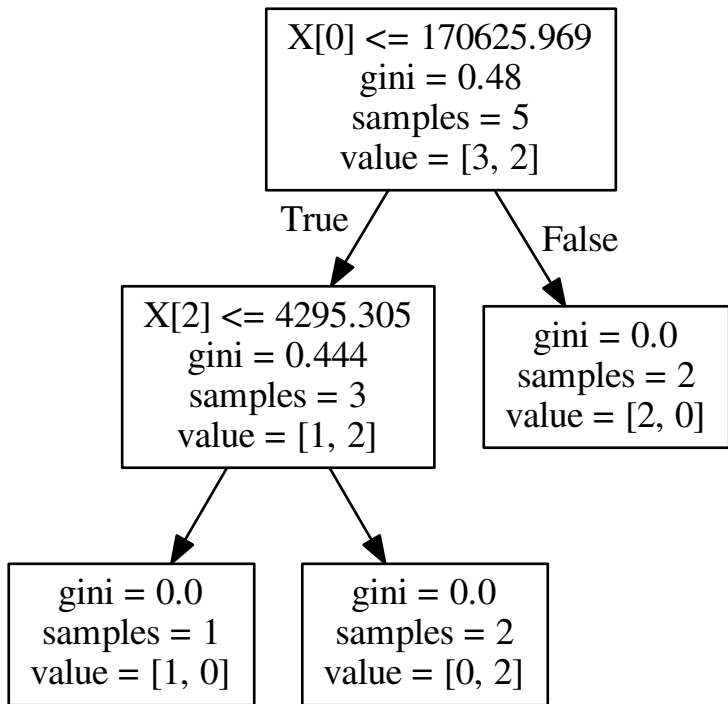 X[0] <= 170625.969
gini = 0.48
samples = 5
value = [3, 2]
True
False
X[2] <= 4295.305
gini = 0.444
samples = 3
value = [1, 2]
gini = 0.0
samples = 2
value = [2, 0]
gini = 0.0
samples = 1
value = [1, 0]
gini = 0.0
samples = 2
value = [0, 2]